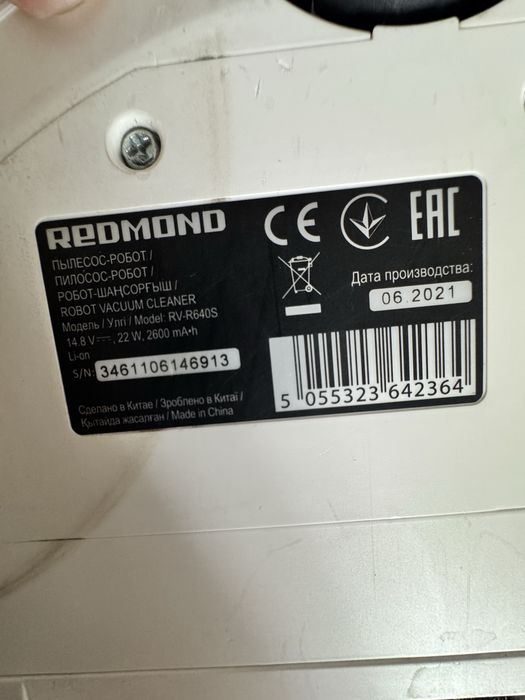 REDMOND
CE
EAC
ПЫЛЕСОС-РОБОТ /
ПИЛОСОС-РОБОТ /
РОБОТ-ШАҢСОРҒЫШ /
ROBOT VACUUM CLEANER
Модель / Үлгі / Model: RV-R640S
14.8 V⎓, 22 W, 2600 mA•h
Li-on
S/N: 3461106146913
Сделано в Китае / Зроблено в Китаї /
Қытайда жасалған / Made in China
Дата производства:
06.2021
5 055323 642364